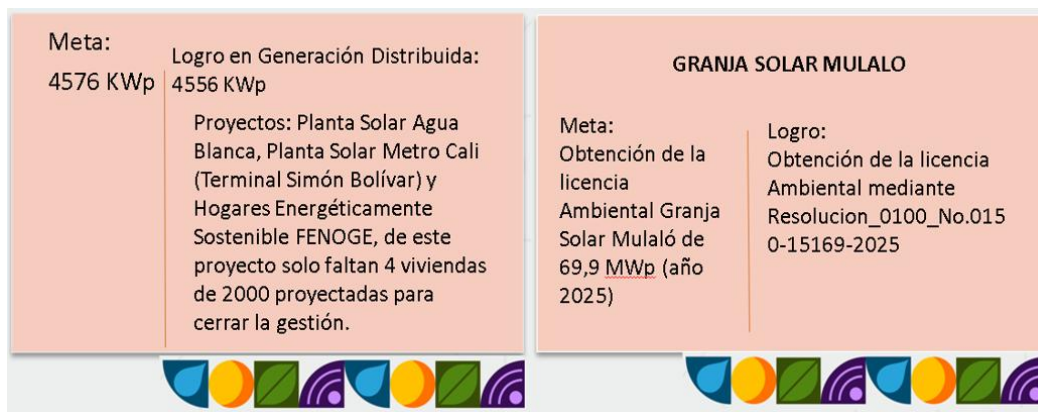 Meta:
4576 KWp
Logro en Generación Distribuida:
4556 KWp
Proyectos: Planta Solar Agua
Blanca, Planta Solar Metro Cali
(Terminal Simón Bolívar) y
Hogares Energéticamente
Sostenible FENOGE, de este
proyecto solo faltan 4 viviendas
de 2000 proyectadas para
cerrar la gestión.
GRANJA SOLAR MULALO
Meta:
Obtención de la
licencia
Ambiental Granja
Solar Mulaló de
69,9 MWp (año
2025)
Logro:
Obtención de la licencia
Ambiental mediante
Resolucion_0100_No.015
0-15169-2025